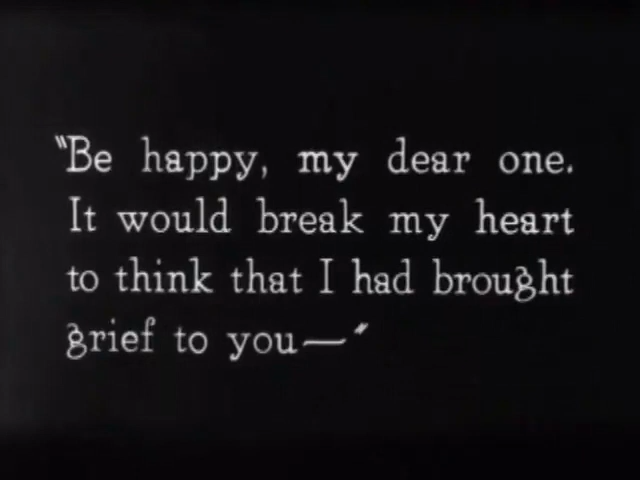 "Be happy, my dear one.
It would break my heart
to think that I had brought
grief to you—"